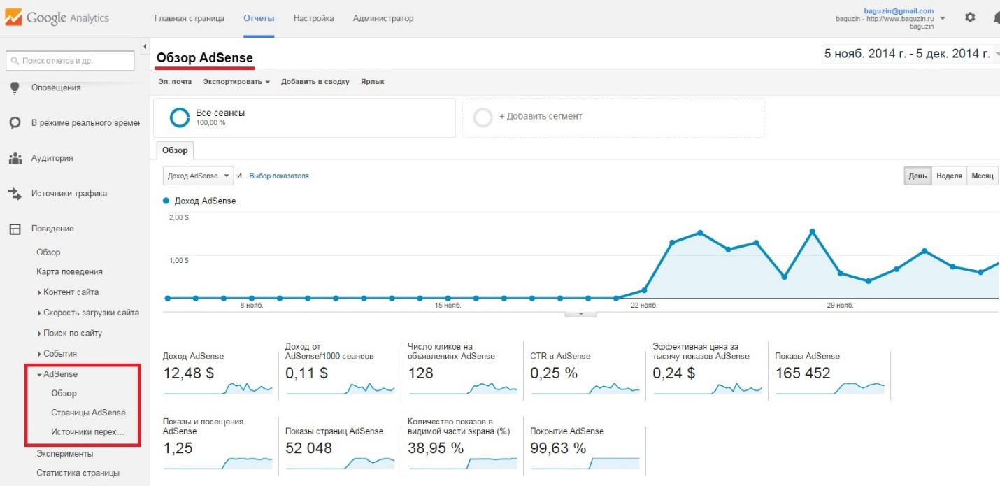 Google Analytics
Главная страница
Отчеты
Настройка
Администратор
baguzin@gmail.com
baguzin - http://www.baguzin.ru
baguzin
Поиск отчетов и др.
Оповещения
В режиме реального времен
Аудитория
Источники трафика
Поведение
Обзор
Карта поведения
Контент сайта
Скорость загрузки сайта
Поиск по сайту
События
AdSense
Обзор
Страницы AdSense
Источники перех...
Эксперименты
Статистика страницы
Обзор AdSense
5 нояб. 2014 г. - 5 дек. 2014 г.
Эл. почта
Экспортировать
Добавить в сводку
Ярлык
Все сеансы
100,00 %
+ Добавить сегмент
Обзор
Доход AdSense
и
Выбор показателя
День
Неделя
Месяц
Доход AdSense
2,00 $
1,00 $
8 нояб.
15 нояб.
22 нояб.
29 нояб.
Доход AdSense
12,48 $
Доход от
AdSense/1000 сеансов
0,11 $
Число кликов на
объявлениях AdSense
128
CTR в AdSense
0,25 %
Эффективная цена за
тысячу показов AdSense
0,24 $
Показы AdSense
165 452
Показы и посещения
AdSense
1,25
Показы страниц AdSense
52 048
Количество показов в
видимой части экрана (%)
38,95 %
Покрытие AdSense
99,63 %